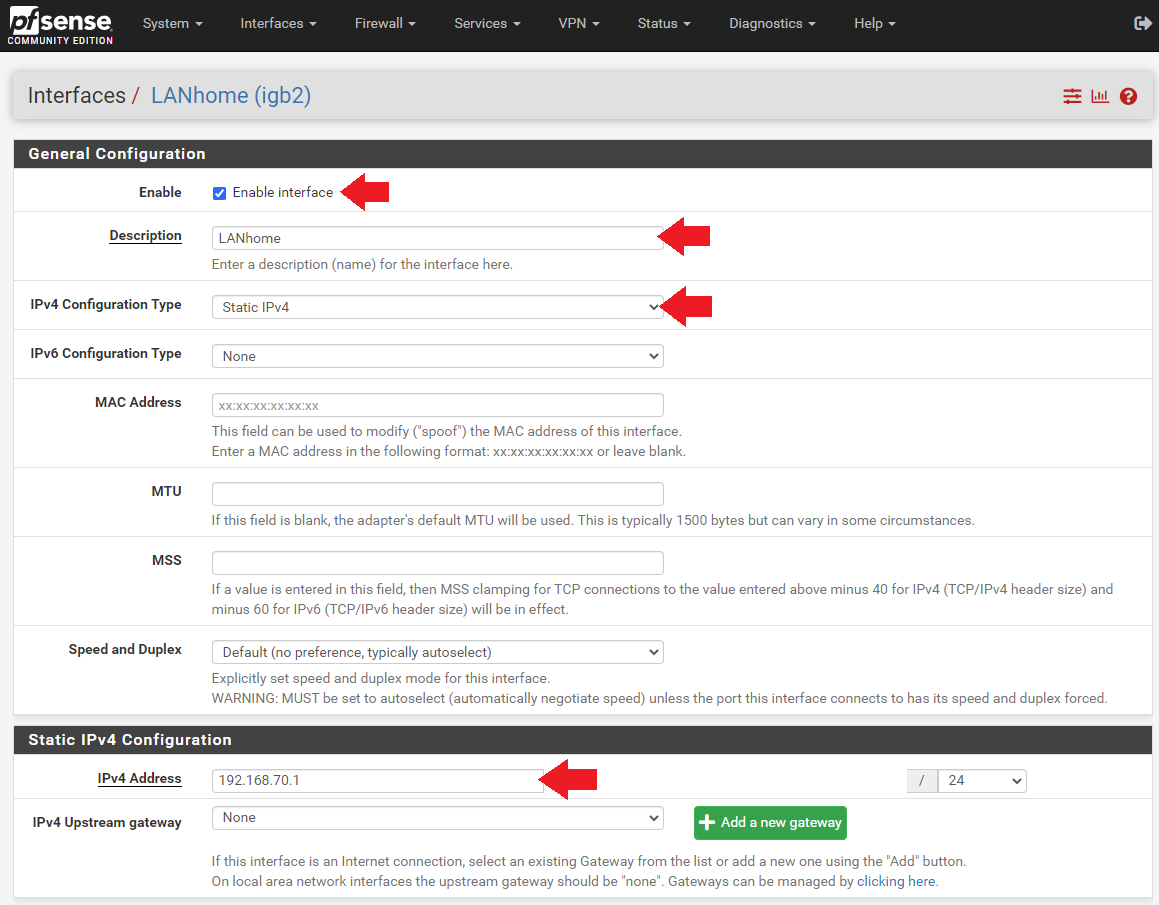 pfsense
COMMUNITY EDITION
System Interfaces Firewall Services VPN Status Diagnostics Help
Interfaces / LANhome (igb2)
General Configuration
Enable Enable interface
Description LANhome
Enter a description (name) for the interface here.
IPv4 Configuration Type Static IPv4
IPv6 Configuration Type None
MAC Address xx:xx:xx:xx:xx:xx
This field can be used to modify ("spoof") the MAC address of this interface.
Enter a MAC address in the following format: xx:xx:xx:xx:xx:xx or leave blank.
MTU
If this field is blank, the adapter's default MTU will be used. This is typically 1500 bytes but can vary in some circumstances.
MSS
If a value is entered in this field, then MSS clamping for TCP connections to the value entered above minus 40 for IPv4 (TCP/IPv4 header size) and
minus 60 for IPv6 (TCP/IPv6 header size) will be in effect.
Speed and Duplex Default (no preference, typically autoselect)
Explicitly set speed and duplex mode for this interface.
WARNING: MUST be set to autoselect (automatically negotiate speed) unless the port this interface connects to has its speed and duplex forced.
Static IPv4 Configuration
IPv4 Address 192.168.70.1 / 24
IPv4 Upstream gateway None Add a new gateway
If this interface is an Internet connection, select an existing Gateway from the list or add a new one using the "Add" button.
On local area network interfaces the upstream gateway should be "none". Gateways can be managed by clicking here.